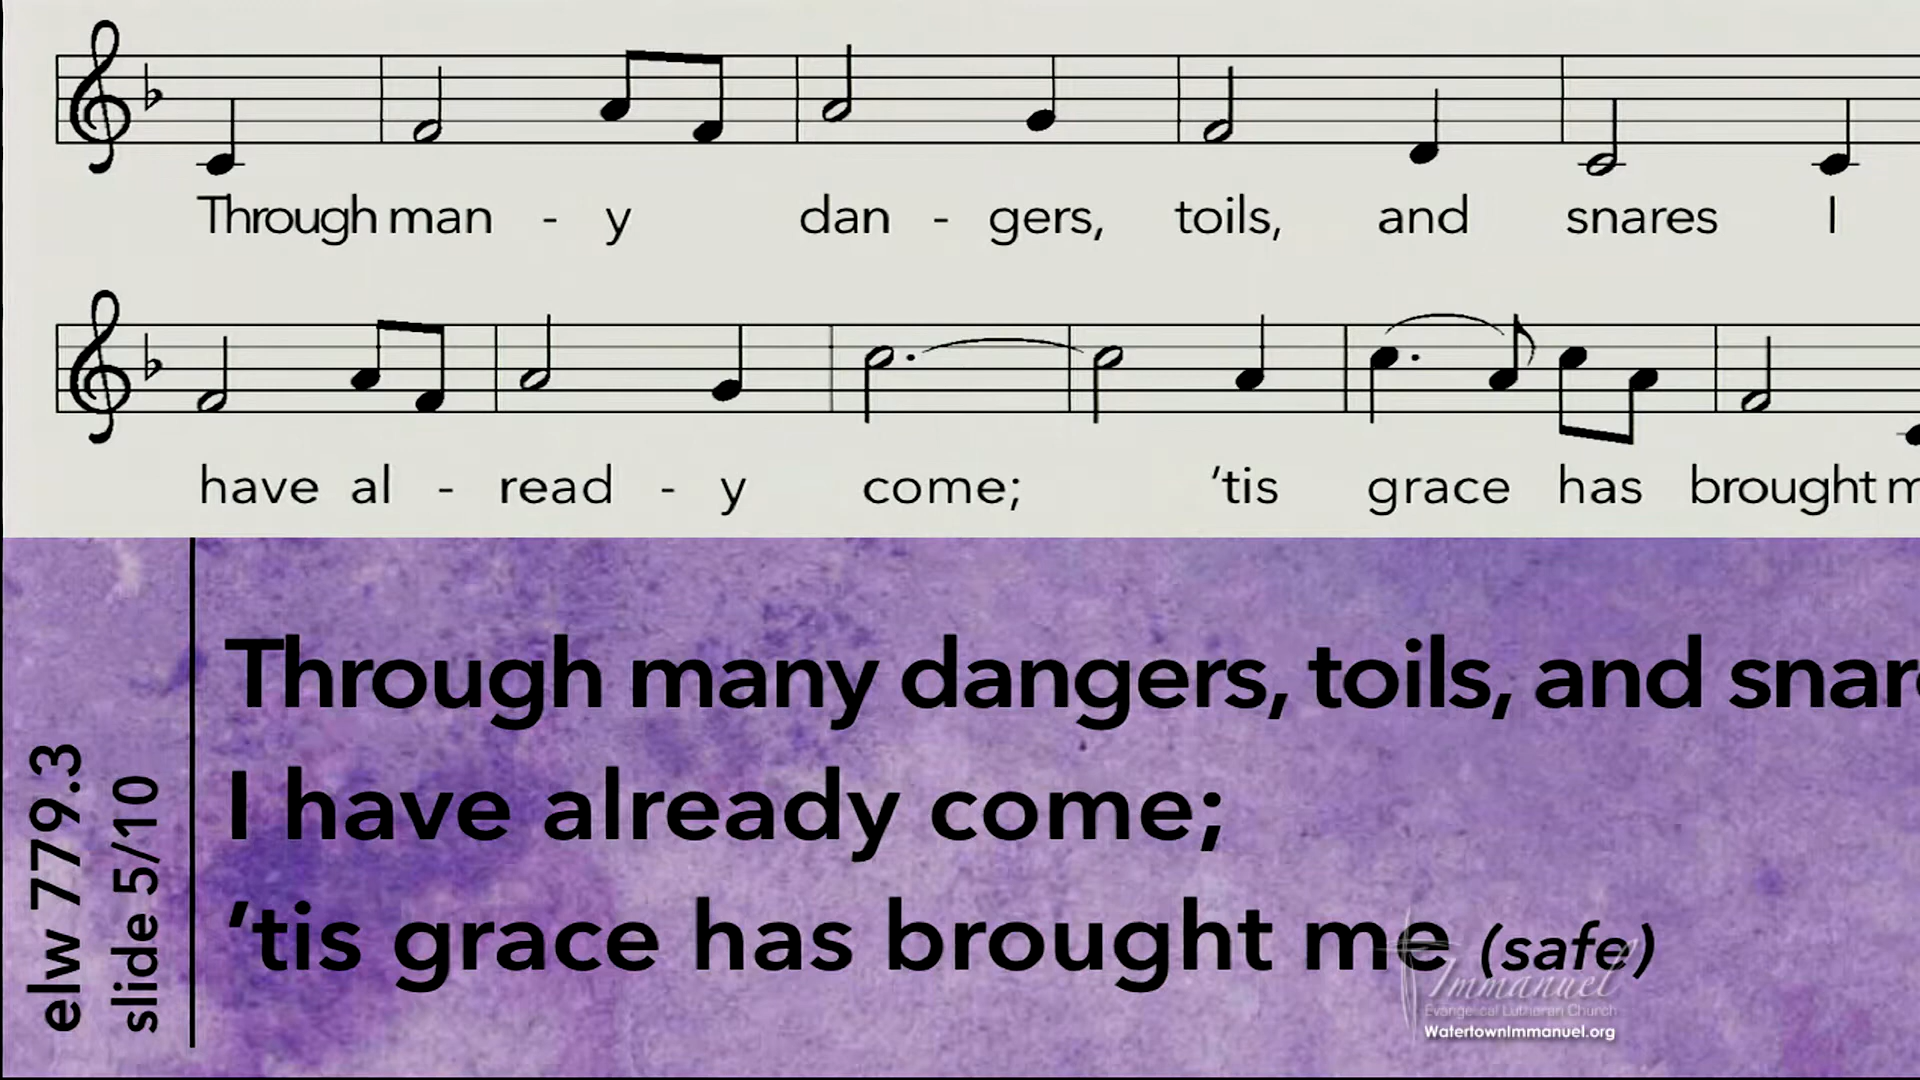 Through man - y dan - gers, toils, and snares I
have al - read - y come; ’tis grace has brought m
Through many dangers, toils, and snar
I have already come;
’tis grace has brought me (safe)
elw 779.3
slide 5/10
Immanuel
Evangelical Lutheran Church
WatertownImmanuel.org